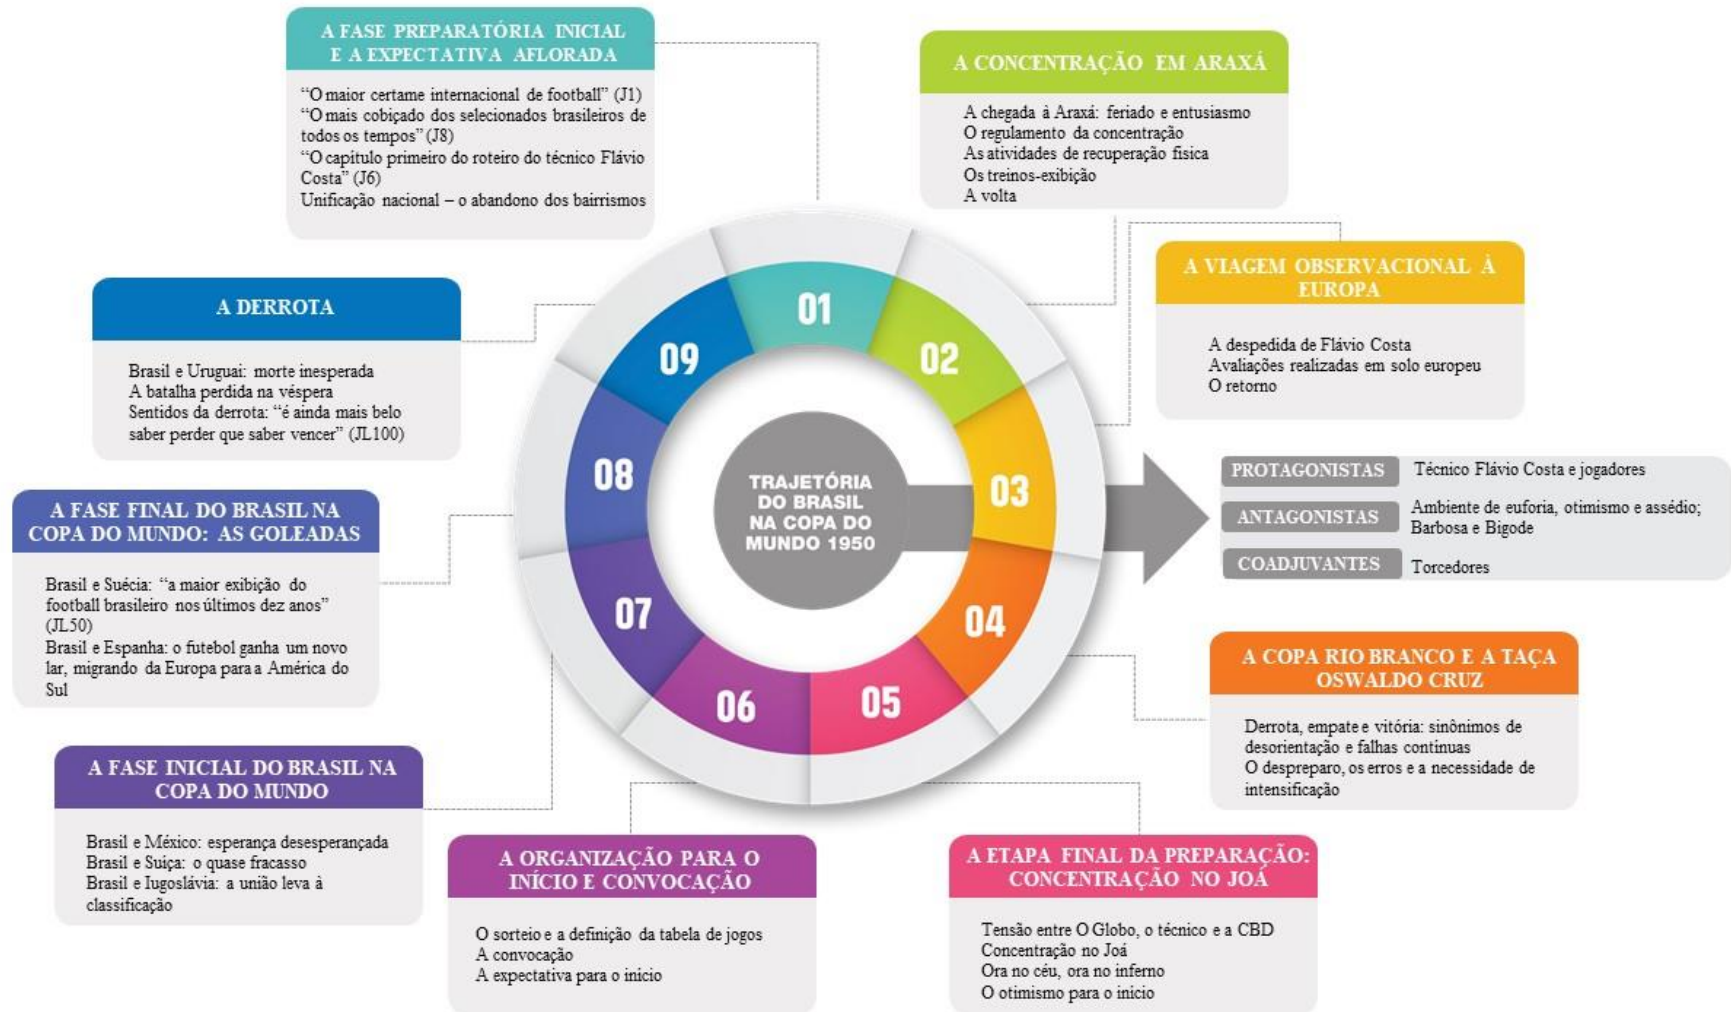 A FASE PREPARATÓRIA INICIAL
E A EXPECTATIVA AFLORADA
“O maior certame internacional de football” (J1)
“O mais cobiçado dos selecionados brasileiros de
todos os tempos” (J8)
“O capítulo primeiro do roteiro do técnico Flávio
Costa” (J6)
Unificação nacional – o abandono dos bairrismos
A CONCENTRAÇÃO EM ARAXÁ
A chegada à Araxá: feriado e entusiasmo
O regulamento da concentração
As atividades de recuperação física
Os treinos-exibição
A volta
A VIAGEM OBSERVACIONAL À
EUROPA
A despedida de Flávio Costa
Avaliações realizadas em solo europeu
O retorno
PROTAGONISTAS Técnico Flávio Costa e jogadores
ANTAGONISTAS Ambiente de euforia, otimismo e assédio;
Barbosa e Bigode
COADJUVANTES Torcedores
A COPA RIO BRANCO E A TAÇA
OSWALDO CRUZ
Derrota, empate e vitória: sinônimos de
desorientação e falhas contínuas
O despreparo, os erros e a necessidade de
intensificação
A ETAPA FINAL DA PREPARAÇÃO:
CONCENTRAÇÃO NO JOÁ
Tensão entre O Globo, o técnico e a CBD
Concentração no Joá
Ora no céu, ora no inferno
O otimismo para o início
A ORGANIZAÇÃO PARA O
INÍCIO E CONVOCAÇÃO
O sorteio e a definição da tabela de jogos
A convocação
A expectativa para o início
A FASE INICIAL DO BRASIL NA
COPA DO MUNDO
Brasil e México: esperança desesperançada
Brasil e Suíça: o quase fracasso
Brasil e Iugoslávia: a união leva à
classificação
A FASE FINAL DO BRASIL NA
COPA DO MUNDO: AS GOLEADAS
Brasil e Suécia: “a maior exibição do
football brasileiro nos últimos dez anos”
(JL50)
Brasil e Espanha: o futebol ganha um novo
lar, migrando da Europa para a América do
Sul
A DERROTA
Brasil e Uruguai: morte inesperada
A batalha perdida na véspera
Sentidos da derrota: “é ainda mais belo
saber perder que saber vencer” (JL100)
01
02
03
04
05
06
07
08
09
TRAJETÓRIA
DO BRASIL
NA COPA DO
MUNDO 1950